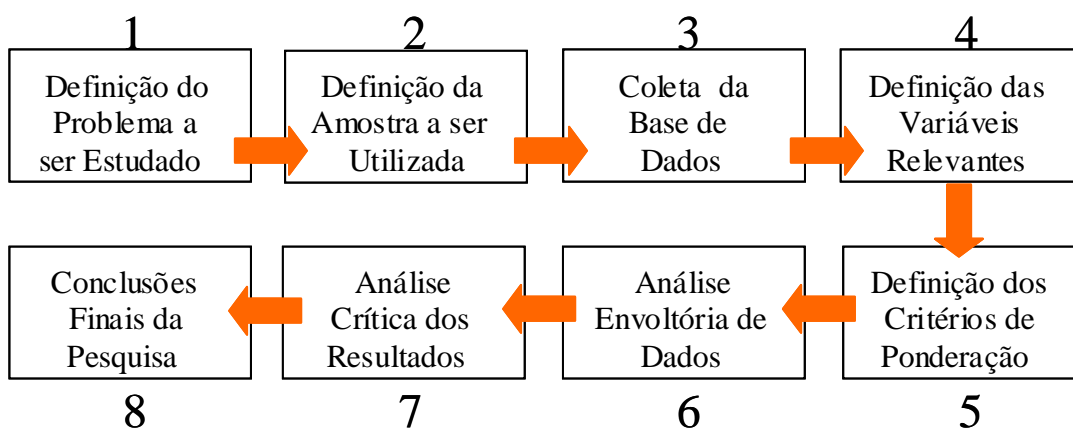 1
Definição do
Problema a
ser Estudado
2
Definição da
Amostra a ser
Utilizada
3
Coleta da
Base de
Dados
4
Definição das
Variáveis
Relevantes
Definição dos
Critérios de
Ponderação
5
Análise
Envoltória de
Dados
6
Análise
Crítica dos
Resultados
7
Conclusões
Finais da
Pesquisa
8